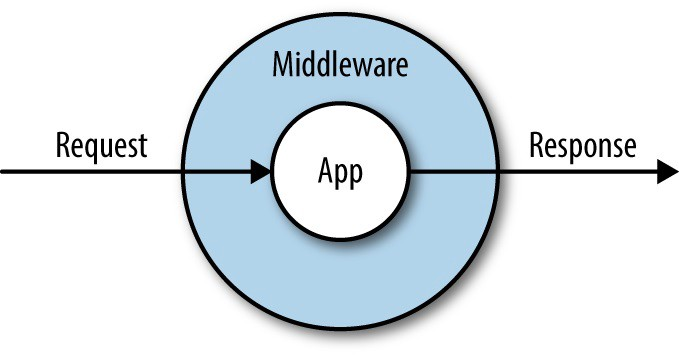 Middleware
Request
App
Response